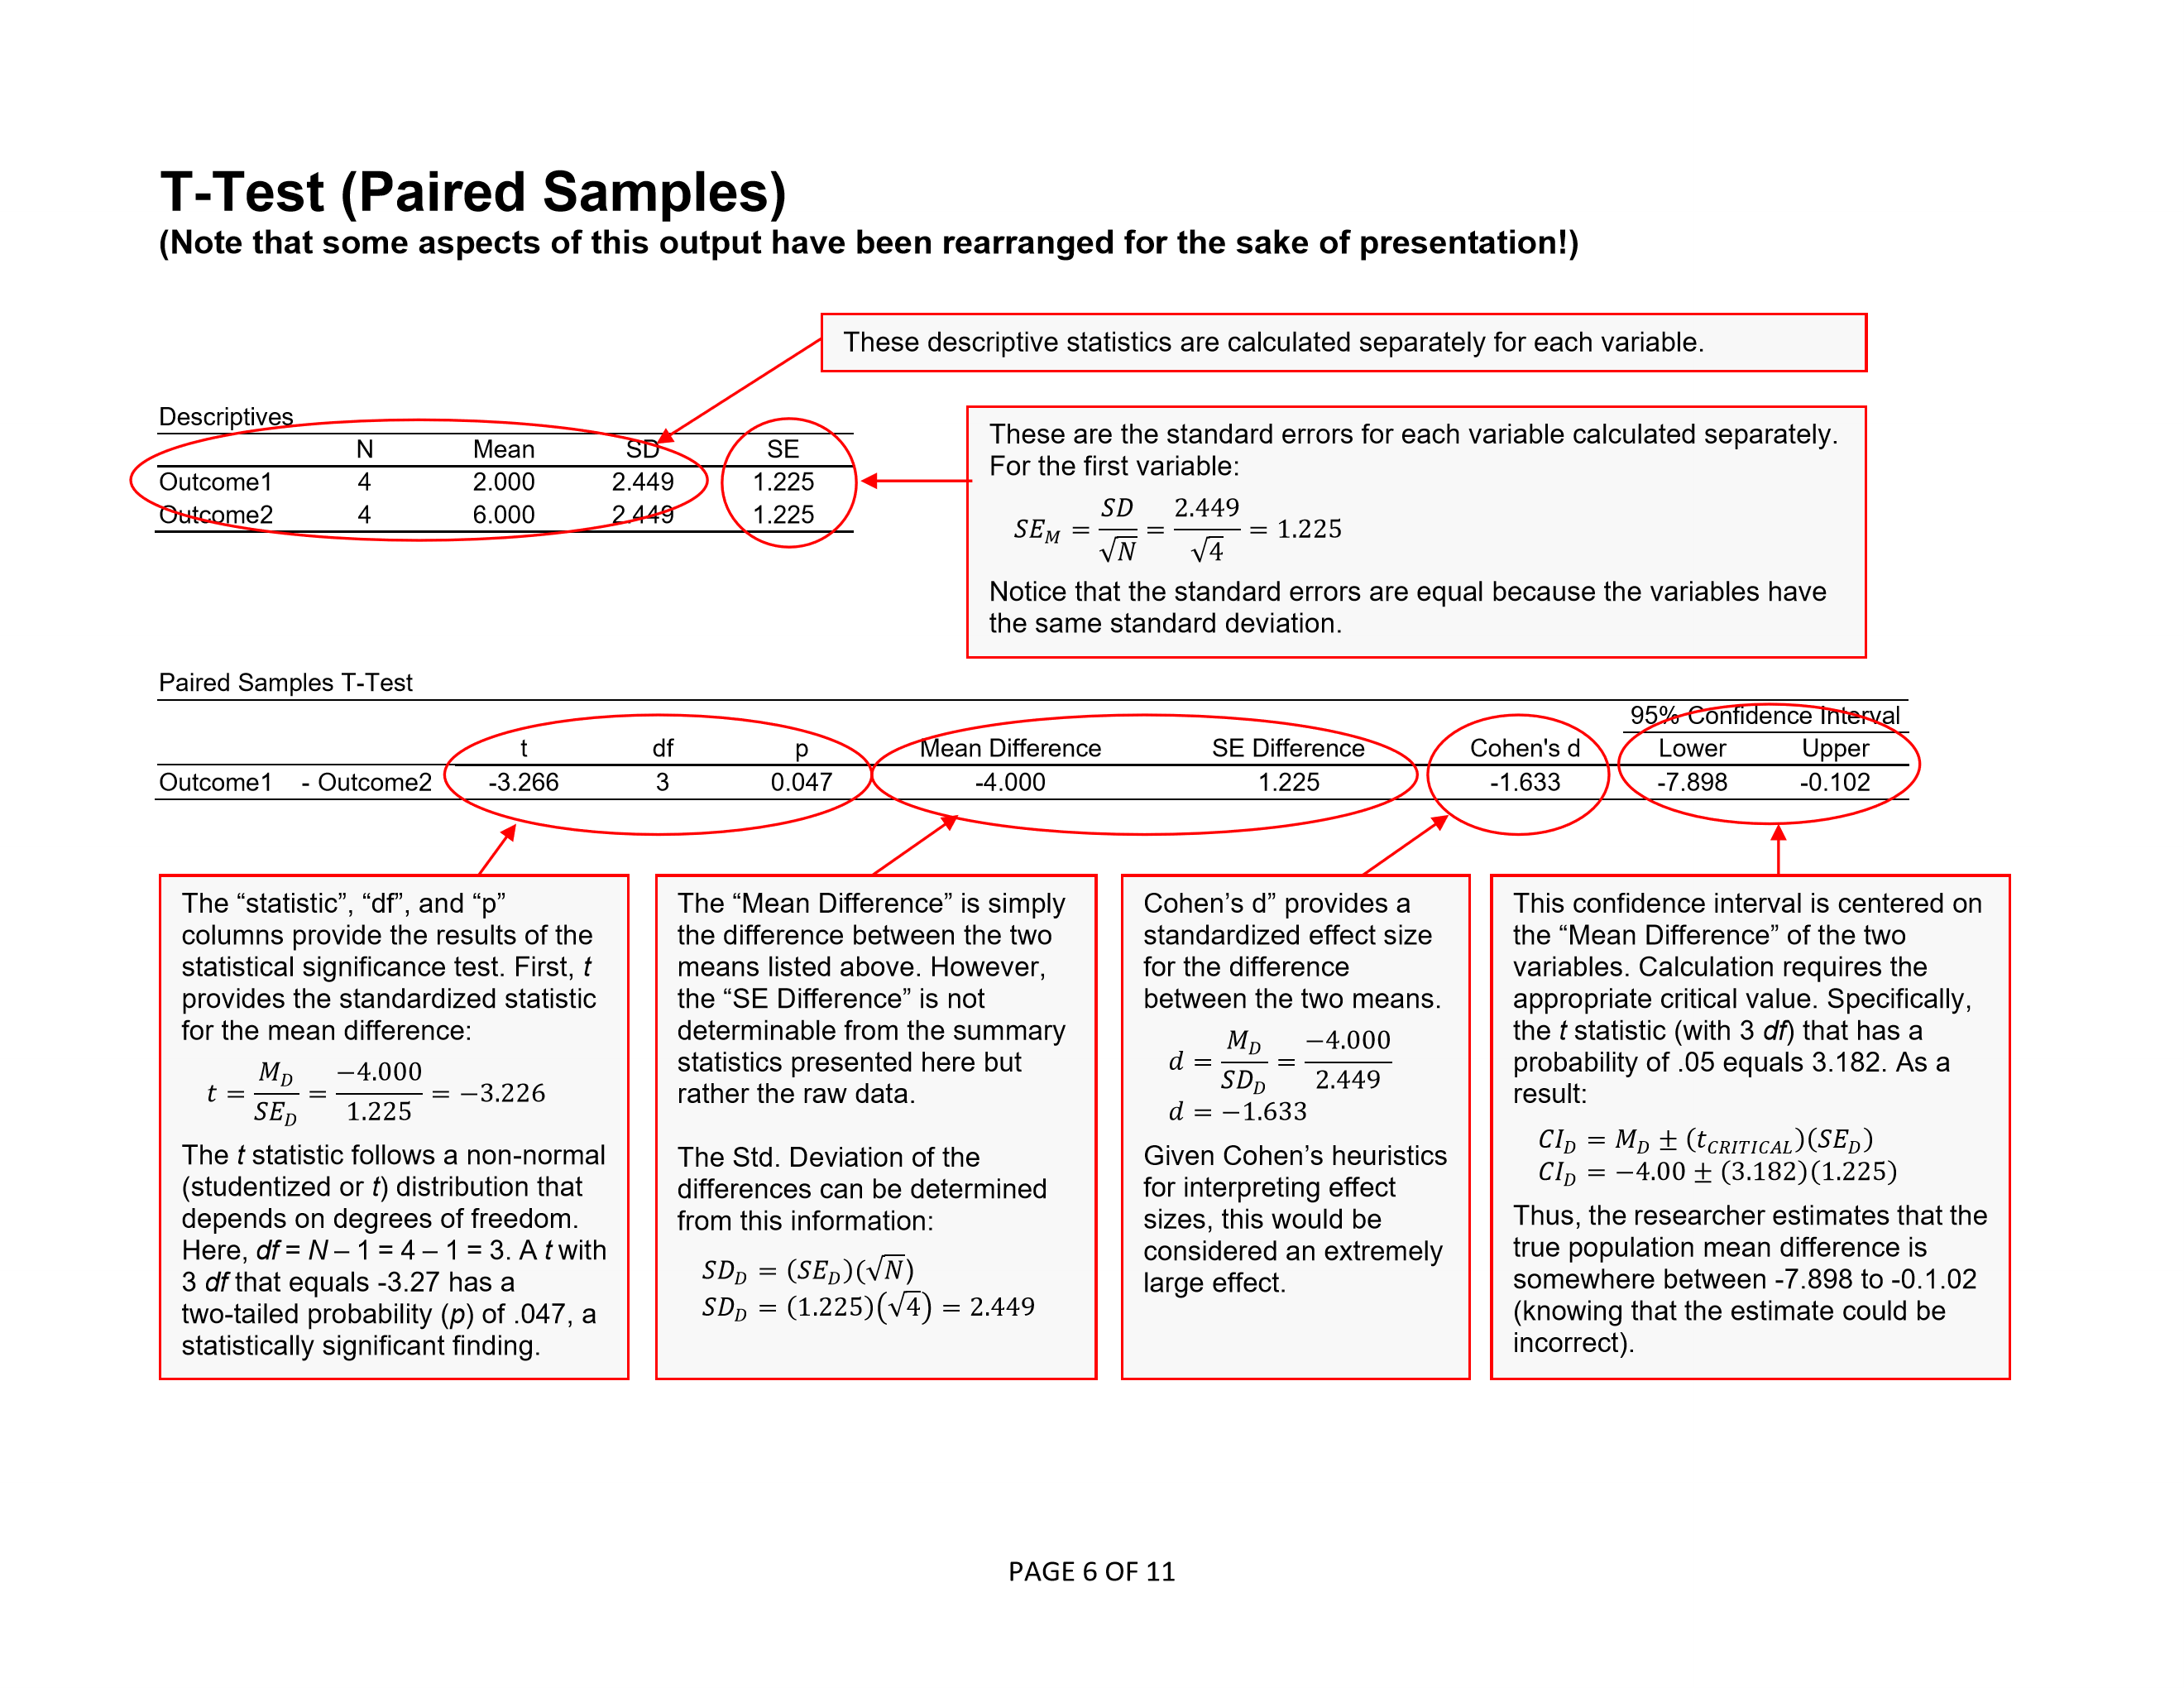 T-Test (Paired Samples)
(Note that some aspects of this output have been rearranged for the sake of presentation!)
These descriptive statistics are calculated separately for each variable.
Descriptives
N Mean SD SE
Outcome1 4 2.000 2.449 1.225
Outcome2 4 6.000 2.449 1.225
These are the standard errors for each variable calculated separately.
For the first variable:
SE_M = SD/√N = 2.449/√4 = 1.225
Notice that the standard errors are equal because the variables have
the same standard deviation.
Paired Samples T-Test
95% Confidence Interval
t df p Mean Difference SE Difference Cohen's d Lower Upper
Outcome1 - Outcome2 -3.266 3 0.047 -4.000 1.225 -1.633 -7.898 -0.102
The “statistic”, “df”, and “p”
columns provide the results of the
statistical significance test. First, t
provides the standardized statistic
for the mean difference:
t = M_D/SE_D = −4.000/1.225 = −3.226
The t statistic follows a non-normal
(studentized or t) distribution that
depends on degrees of freedom.
Here, df = N – 1 = 4 – 1 = 3. A t with
3 df that equals -3.27 has a
two-tailed probability (p) of .047, a
statistically significant finding.
The “Mean Difference” is simply
the difference between the two
means listed above. However,
the “SE Difference” is not
determinable from the summary
statistics presented here but
rather the raw data.
The Std. Deviation of the
differences can be determined
from this information:
SD_D = (SE_D)(√N)
SD_D = (1.225)(√4) = 2.449
Cohen’s d” provides a
standardized effect size
for the difference
between the two means.
d = M_D/SD_D = −4.000/2.449
d = −1.633
Given Cohen’s heuristics
for interpreting effect
sizes, this would be
considered an extremely
large effect.
This confidence interval is centered on
the “Mean Difference” of the two
variables. Calculation requires the
appropriate critical value. Specifically,
the t statistic (with 3 df) that has a
probability of .05 equals 3.182. As a
result:
CI_D = M_D ± (t_CRITICAL)(SE_D)
CI_D = −4.00 ± (3.182)(1.225)
Thus, the researcher estimates that the
true population mean difference is
somewhere between -7.898 to -0.1.02
(knowing that the estimate could be
incorrect).
PAGE 6 OF 11